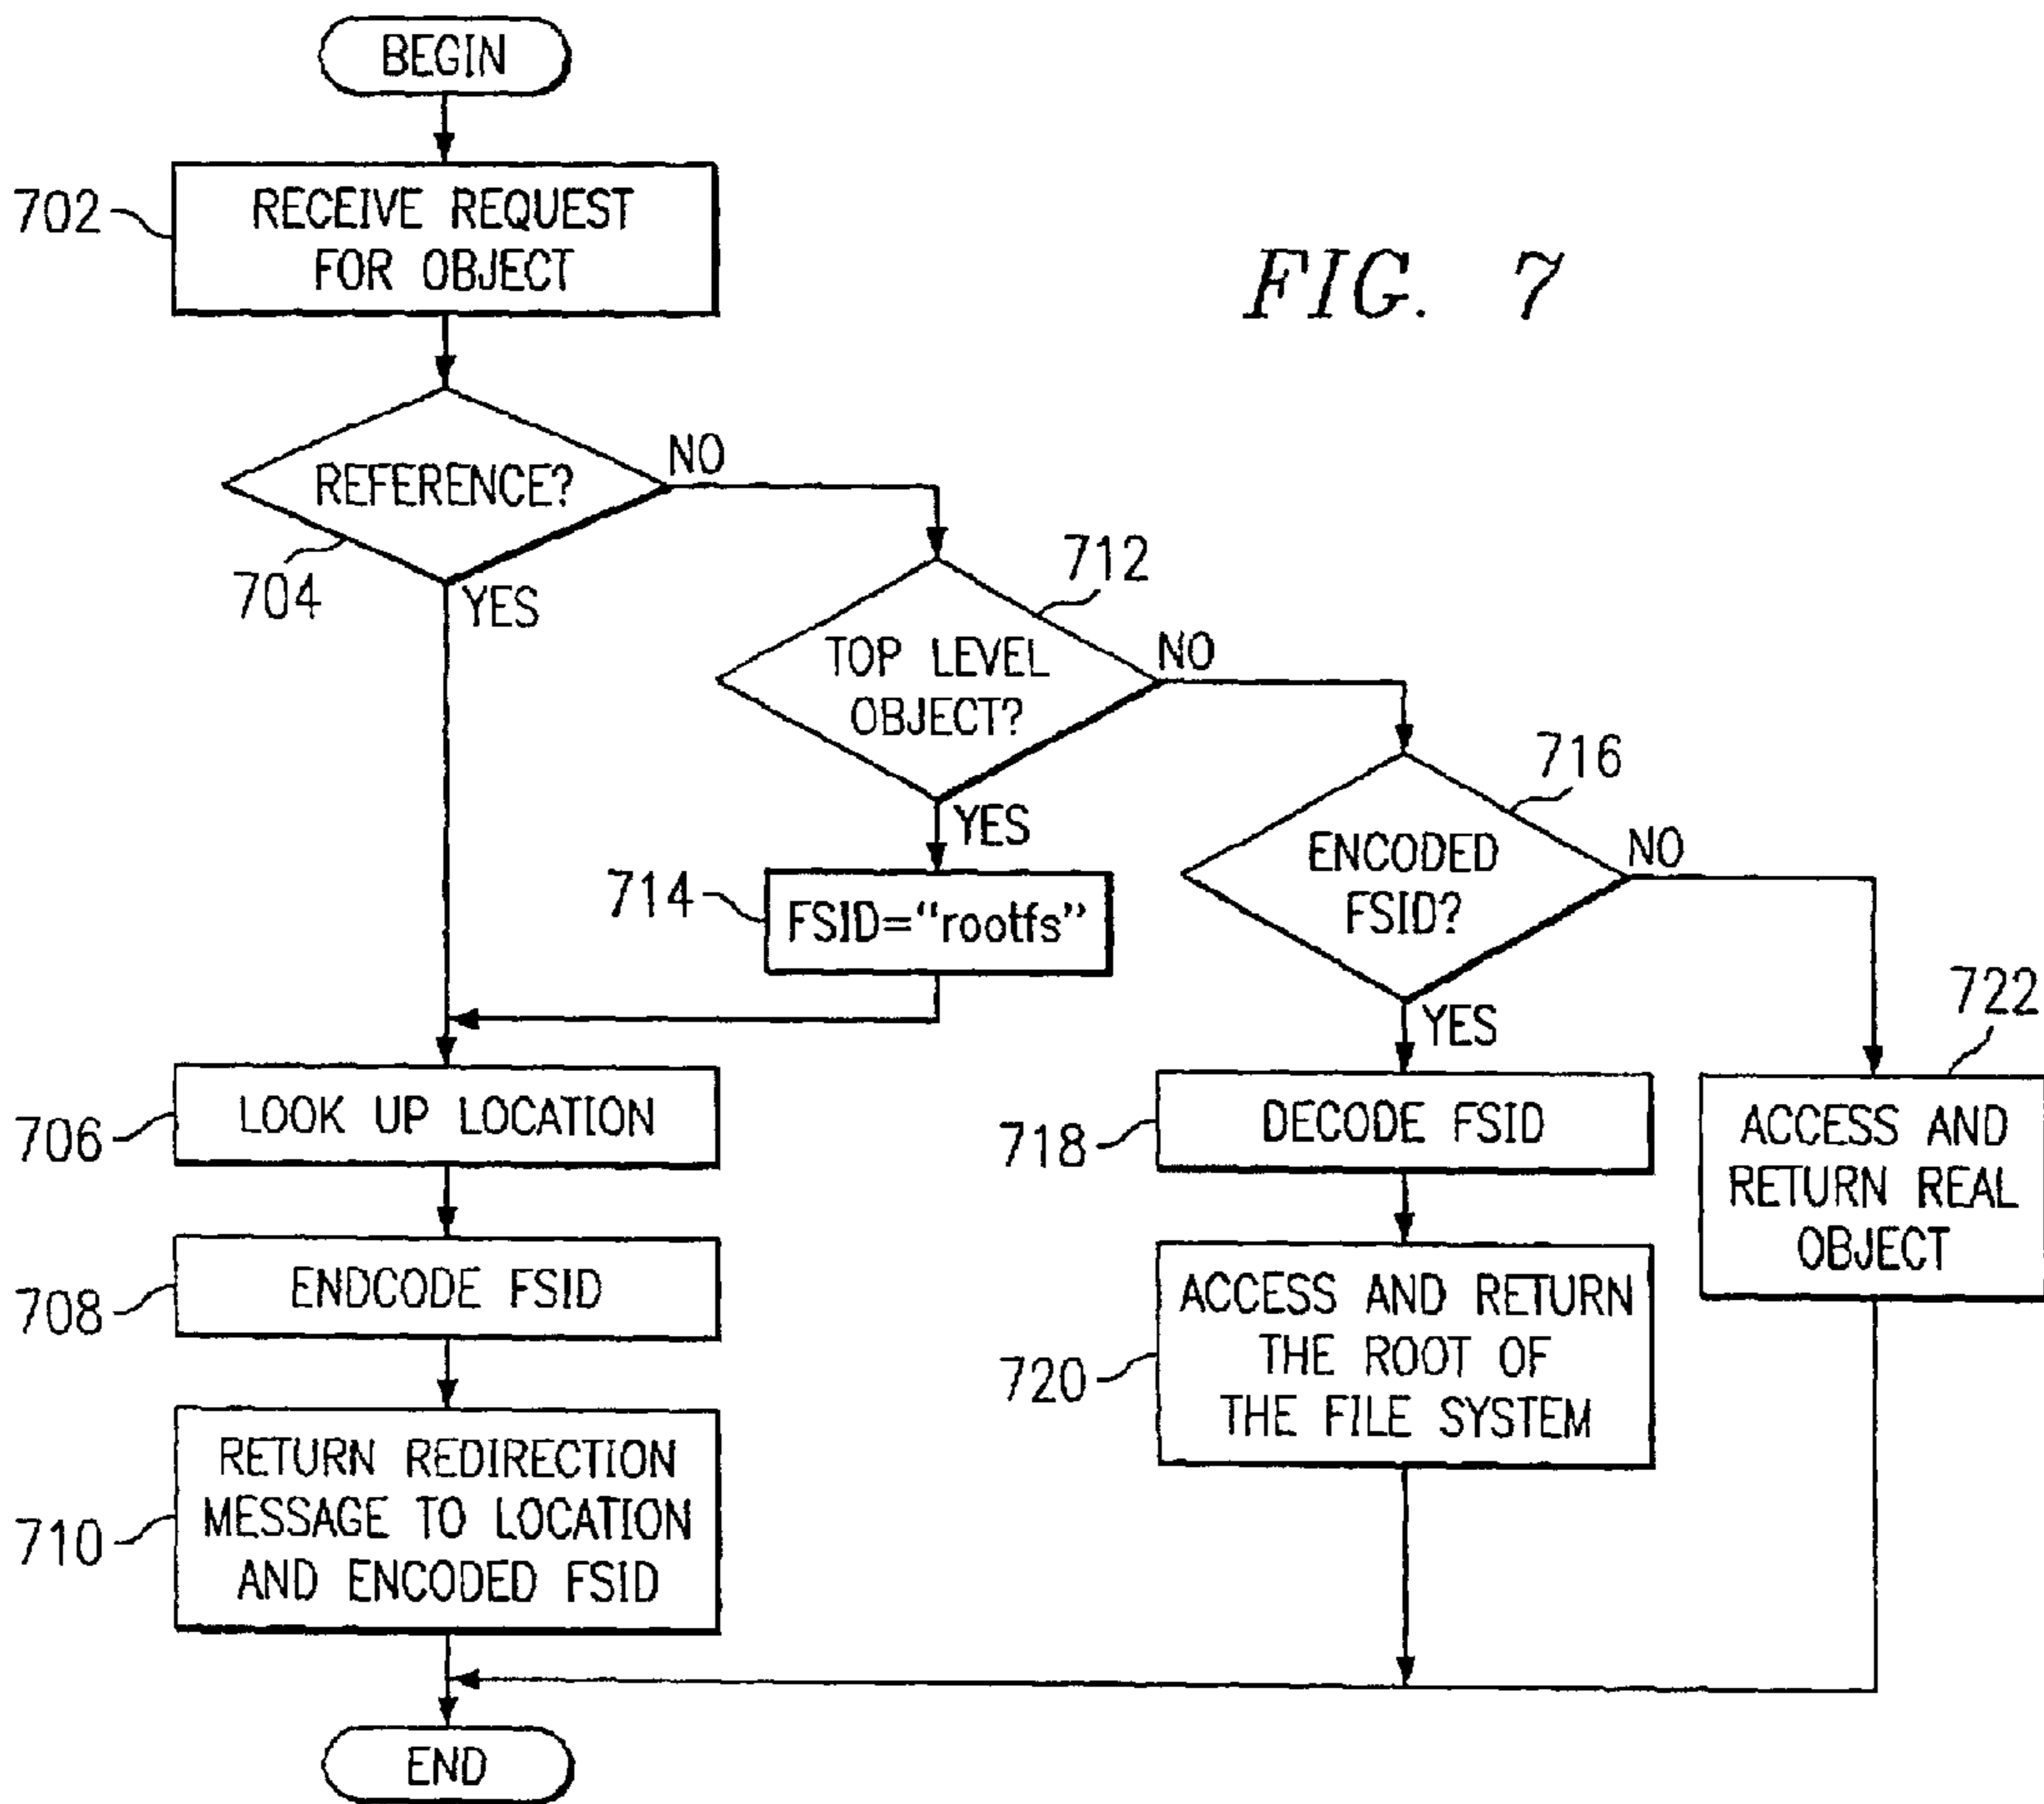 BEGIN
702
RECEIVE REQUEST
FOR OBJECT
FIG. 7
REFERENCE?
NO
704
YES
712
TOP LEVEL
OBJECT?
NO
YES
716
ENCODED
FSID?
NO
YES
714
FSID="rootfs"
722
706
LOOK UP LOCATION
718
DECODE FSID
ACCESS AND
RETURN REAL
OBJECT
708
ENDCODE FSID
720
ACCESS AND RETURN
THE ROOT OF
THE FILE SYSTEM
710
RETURN REDIRECTION
MESSAGE TO LOCATION
AND ENCODED FSID
END